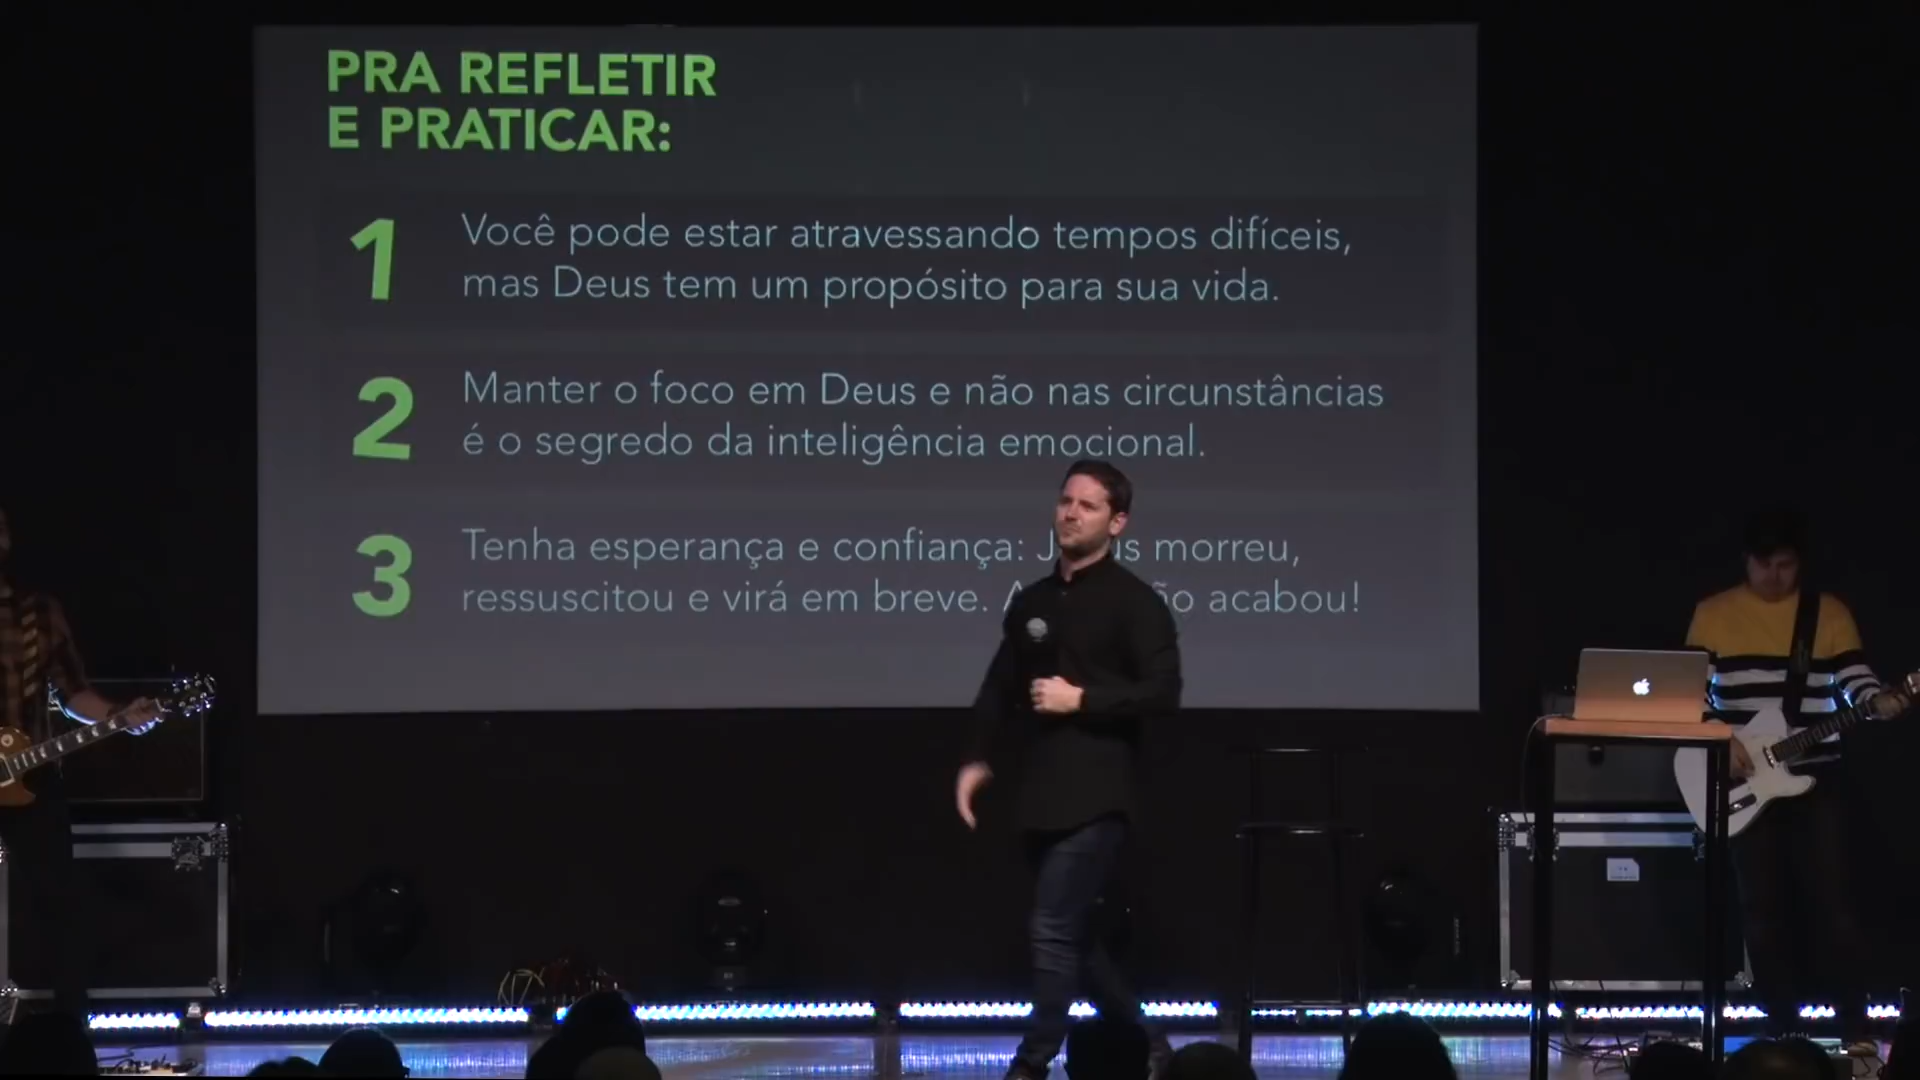 PRA REFLETIR
E PRATICAR:
1
Você pode estar atravessando tempos difíceis,
mas Deus tem um propósito para sua vida.
2
Manter o foco em Deus e não nas circunstâncias
é o segredo da inteligência emocional.
3
Tenha esperança e confiança: morreu,
ressuscitou e virá em breve. acabou!